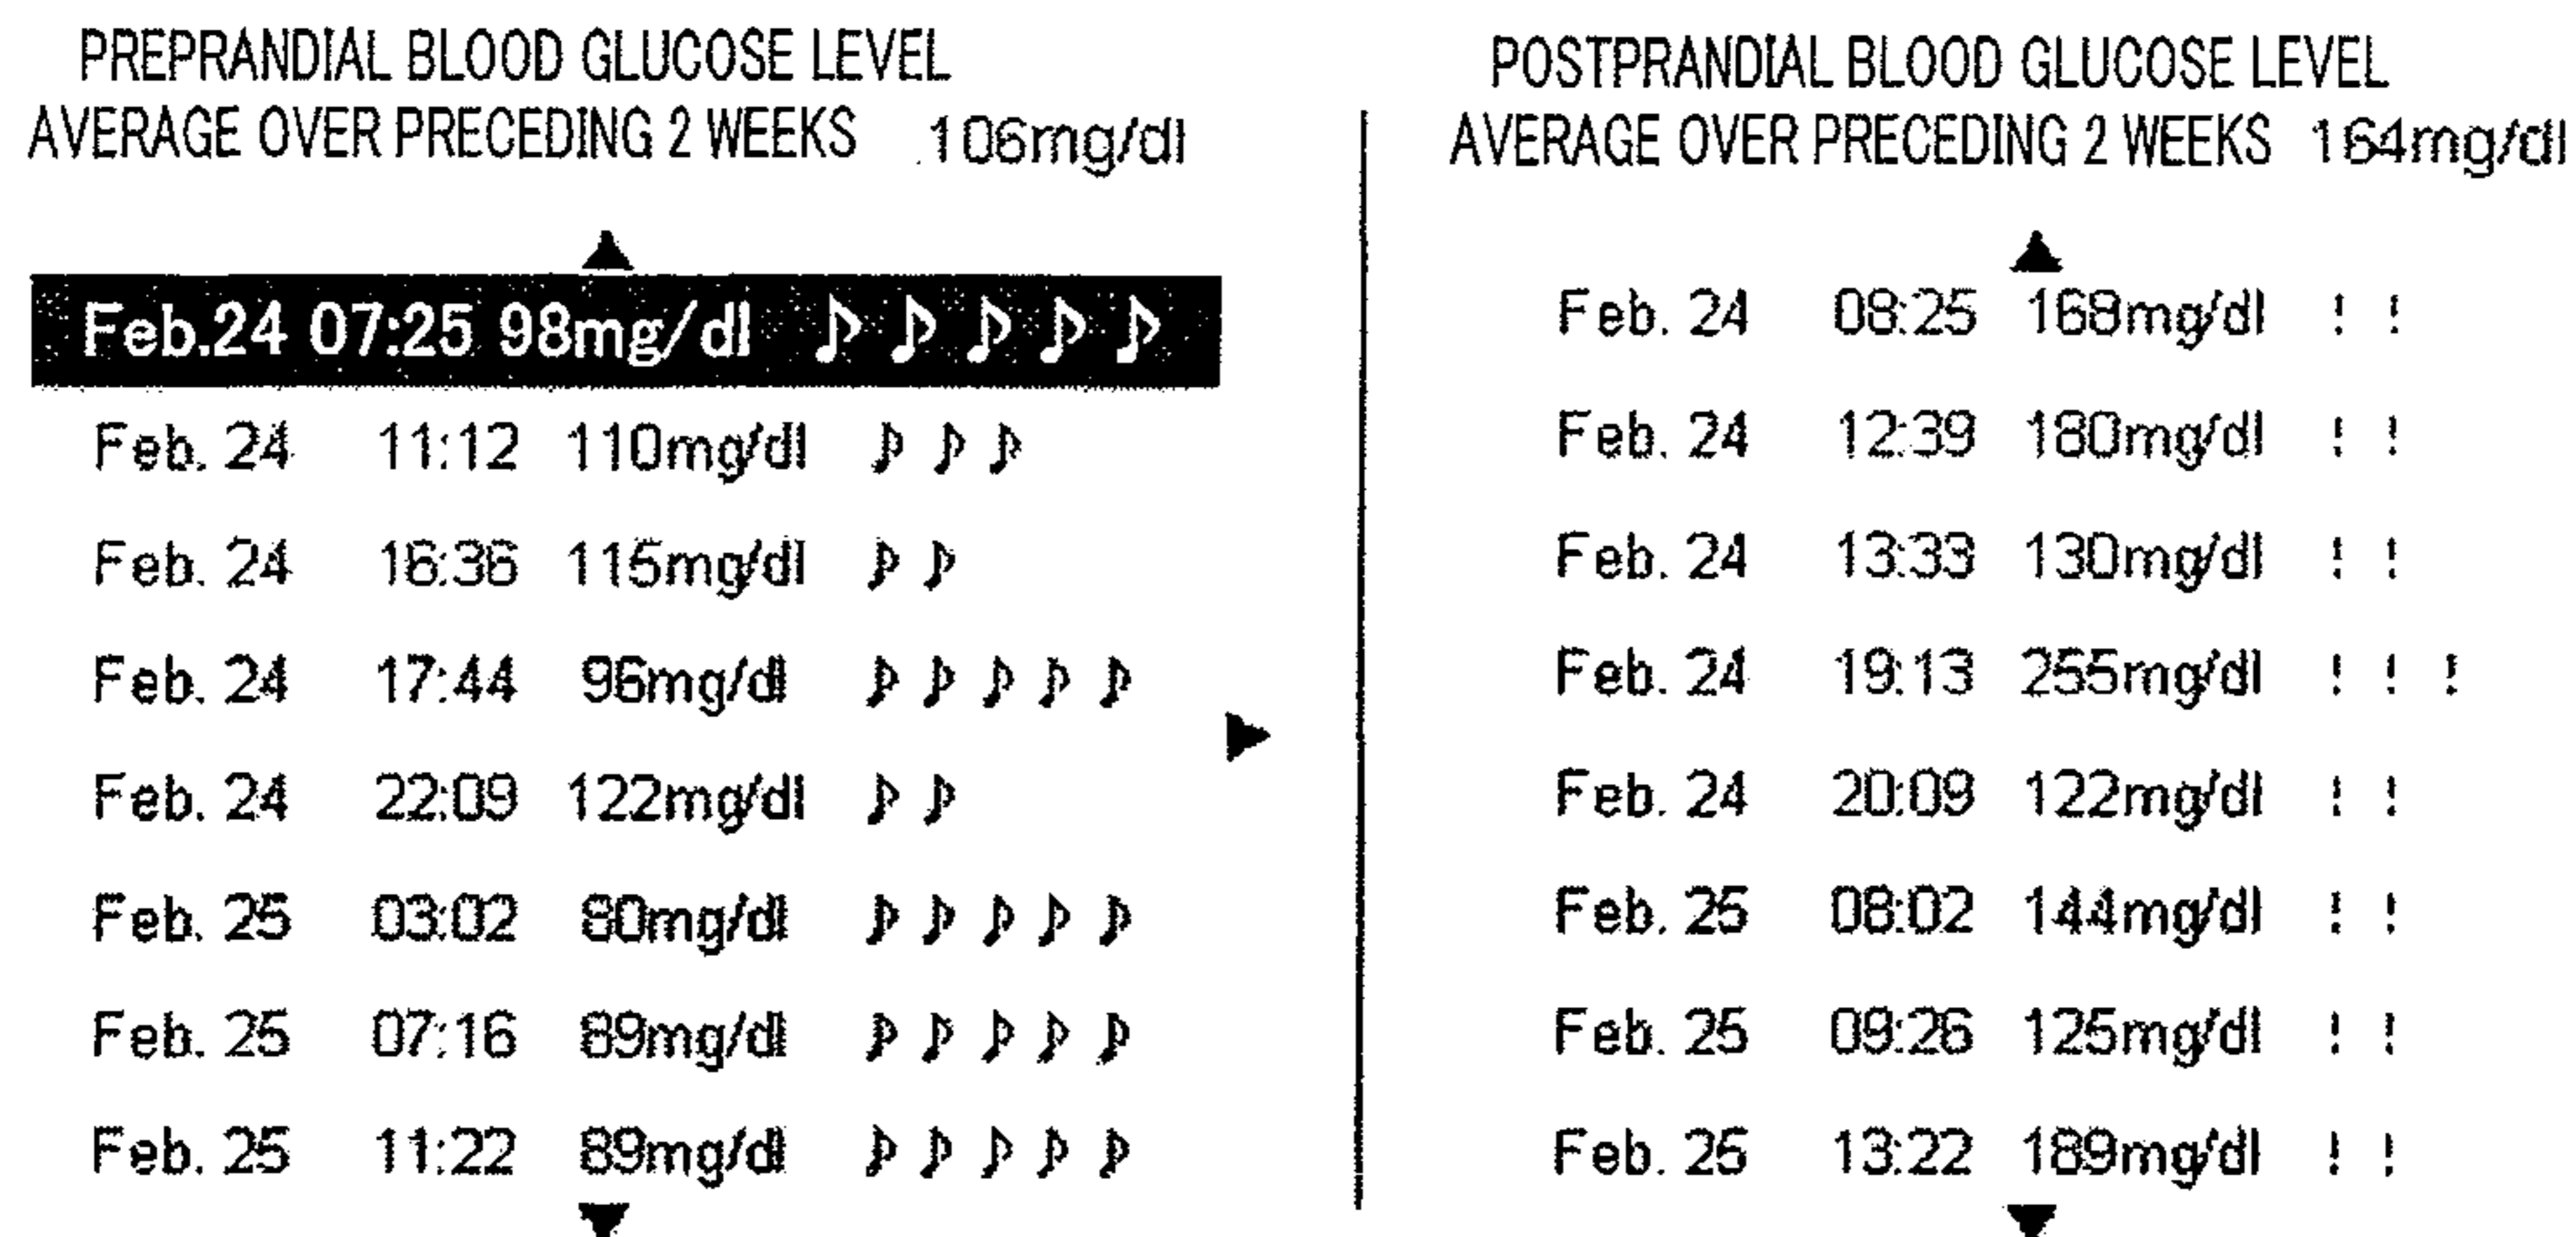 PREPRANDIAL BLOOD GLUCOSE LEVEL
AVERAGE OVER PRECEDING 2 WEEKS 106mg/dl
Feb.24 07:25 98mg/dl ♪ ♪ ♪ ♪ ♪
Feb. 24 11:12 110mg/dl ♪ ♪ ♪
Feb. 24 16:36 115mg/dl ♪ ♪
Feb. 24 17:44 96mg/dl ♪ ♪ ♪ ♪ ♪
Feb. 24 22:09 122mg/dl ♪ ♪
Feb. 25 03:02 80mg/dl ♪ ♪ ♪ ♪ ♪
Feb. 25 07:16 89mg/dl ♪ ♪ ♪ ♪ ♪
Feb. 25 11:22 89mg/dl ♪ ♪ ♪ ♪ ♪
POSTPRANDIAL BLOOD GLUCOSE LEVEL
AVERAGE OVER PRECEDING 2 WEEKS 164mg/dl
Feb. 24 08:25 168mg/dl ! !
Feb. 24 12:39 180mg/dl ! !
Feb. 24 13:33 130mg/dl ! !
Feb. 24 19:13 255mg/dl ! ! !
Feb. 24 20:09 122mg/dl ! !
Feb. 25 08:02 144mg/dl ! !
Feb. 25 09:26 125mg/dl ! !
Feb. 25 13:22 189mg/dl ! !